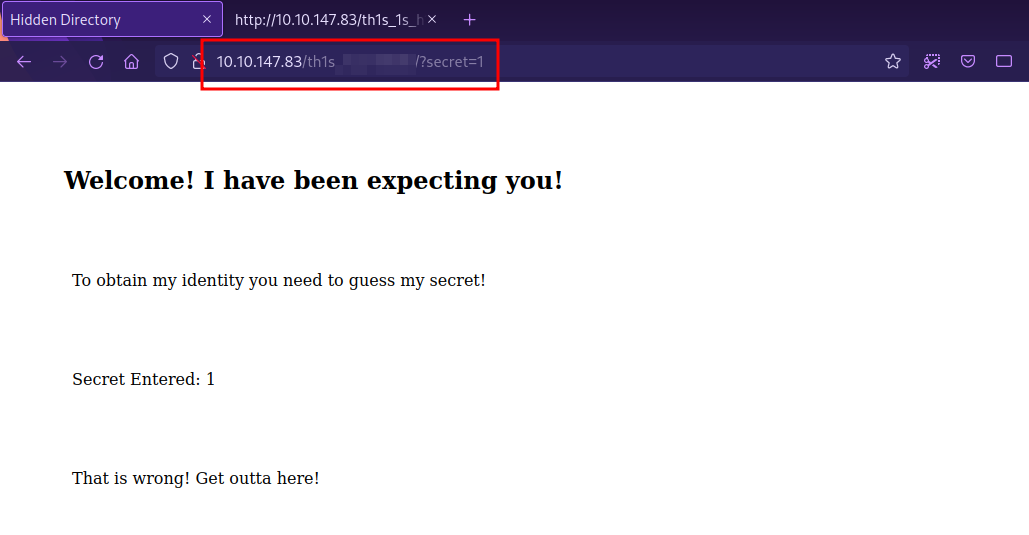 Hidden Directory
http://10.10.147.83/th1s_1s_h
10.10.147.83/th1s /?secret=1
Welcome! I have been expecting you!
To obtain my identity you need to guess my secret!
Secret Entered: 1
That is wrong! Get outta here!